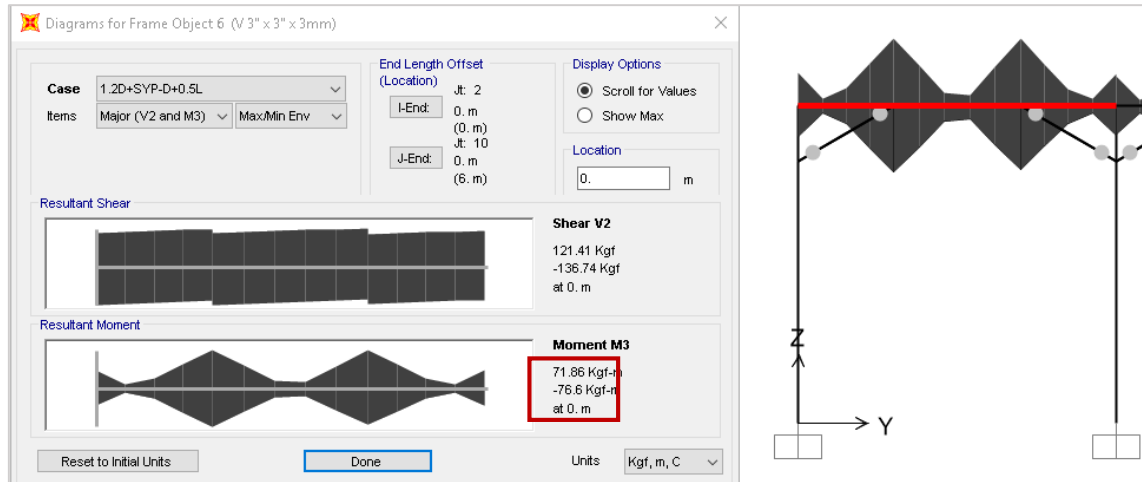 Diagrams for Frame Object 6 (V 3" x 3" x 3mm)
Case 1.2D+SYP-D+0.5L
Items Major (V2 and M3) Max/Min Env
End Length Offset
(Location)
I-End: Jt: 2
0. m
(0. m)
J-End: Jt: 10
0. m
(6. m)
Display Options
Scroll for Values
Show Max
Location
0. m
Resultant Shear
Shear V2
121.41 Kgf
-136.74 Kgf
at 0. m
Resultant Moment
Moment M3
71.86 Kgf-m
-76.6 Kgf-m
at 0. m
Reset to Initial Units Done Units Kgf, m, C
Z
Y